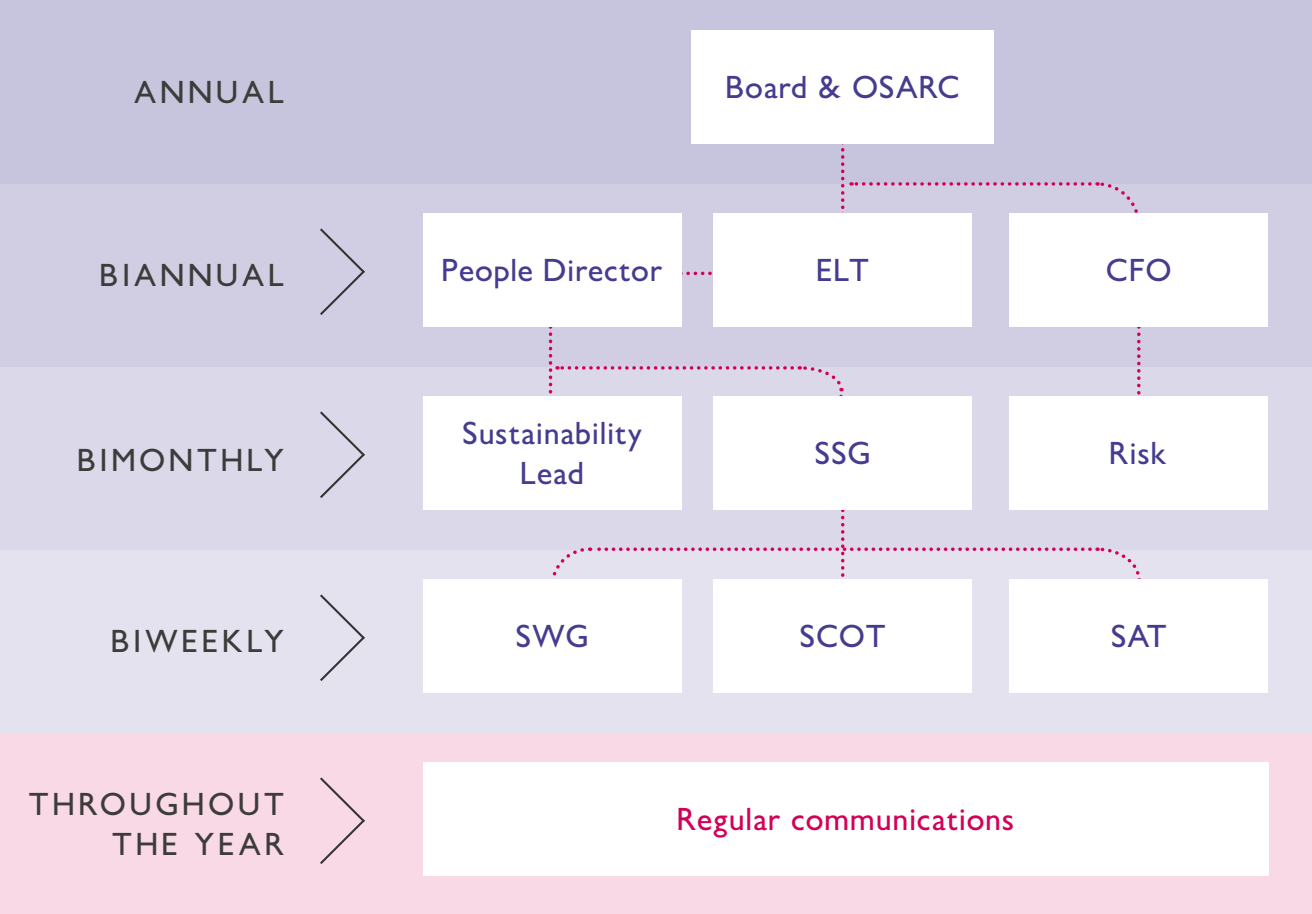 ANNUAL
Board & OSARC
BIANNUAL
People Director
ELT
CFO
BIMONTHLY
Sustainability
Lead
SSG
Risk
BIWEEKLY
SWG
SCOT
SAT
THROUGHOUT
THE YEAR
Regular communications